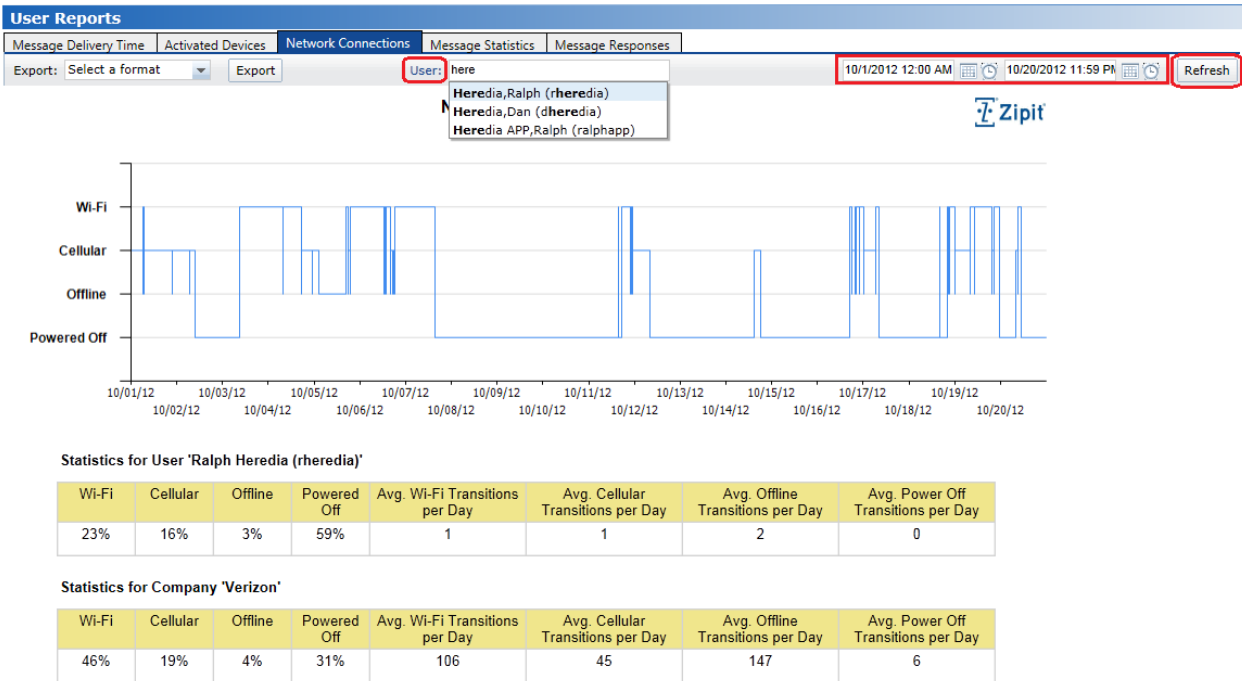 User Reports
Message Delivery Time Activated Devices Network Connections Message Statistics Message Responses
Export: Select a format Export User: here 10/1/2012 12:00 AM 10/20/2012 11:59 PM Refresh
Heredia,Ralph (rheredia)
Heredia,Dan (dheredia)
Heredia APP,Ralph (ralphapp)
Zipit
Wi-Fi
Cellular
Offline
Powered Off
10/01/12 10/03/12 10/05/12 10/07/12 10/09/12 10/11/12 10/13/12 10/15/12 10/17/12 10/19/12
10/02/12 10/04/12 10/06/12 10/08/12 10/10/12 10/12/12 10/14/12 10/16/12 10/18/12 10/20/12
Statistics for User 'Ralph Heredia (rheredia)'
Wi-Fi Cellular Offline Powered Off Avg. Wi-Fi Transitions per Day Avg. Cellular Transitions per Day Avg. Offline Transitions per Day Avg. Power Off Transitions per Day
23% 16% 3% 59% 1 1 2 0
Statistics for Company 'Verizon'
Wi-Fi Cellular Offline Powered Off Avg. Wi-Fi Transitions per Day Avg. Cellular Transitions per Day Avg. Offline Transitions per Day Avg. Power Off Transitions per Day
46% 19% 4% 31% 106 45 147 6